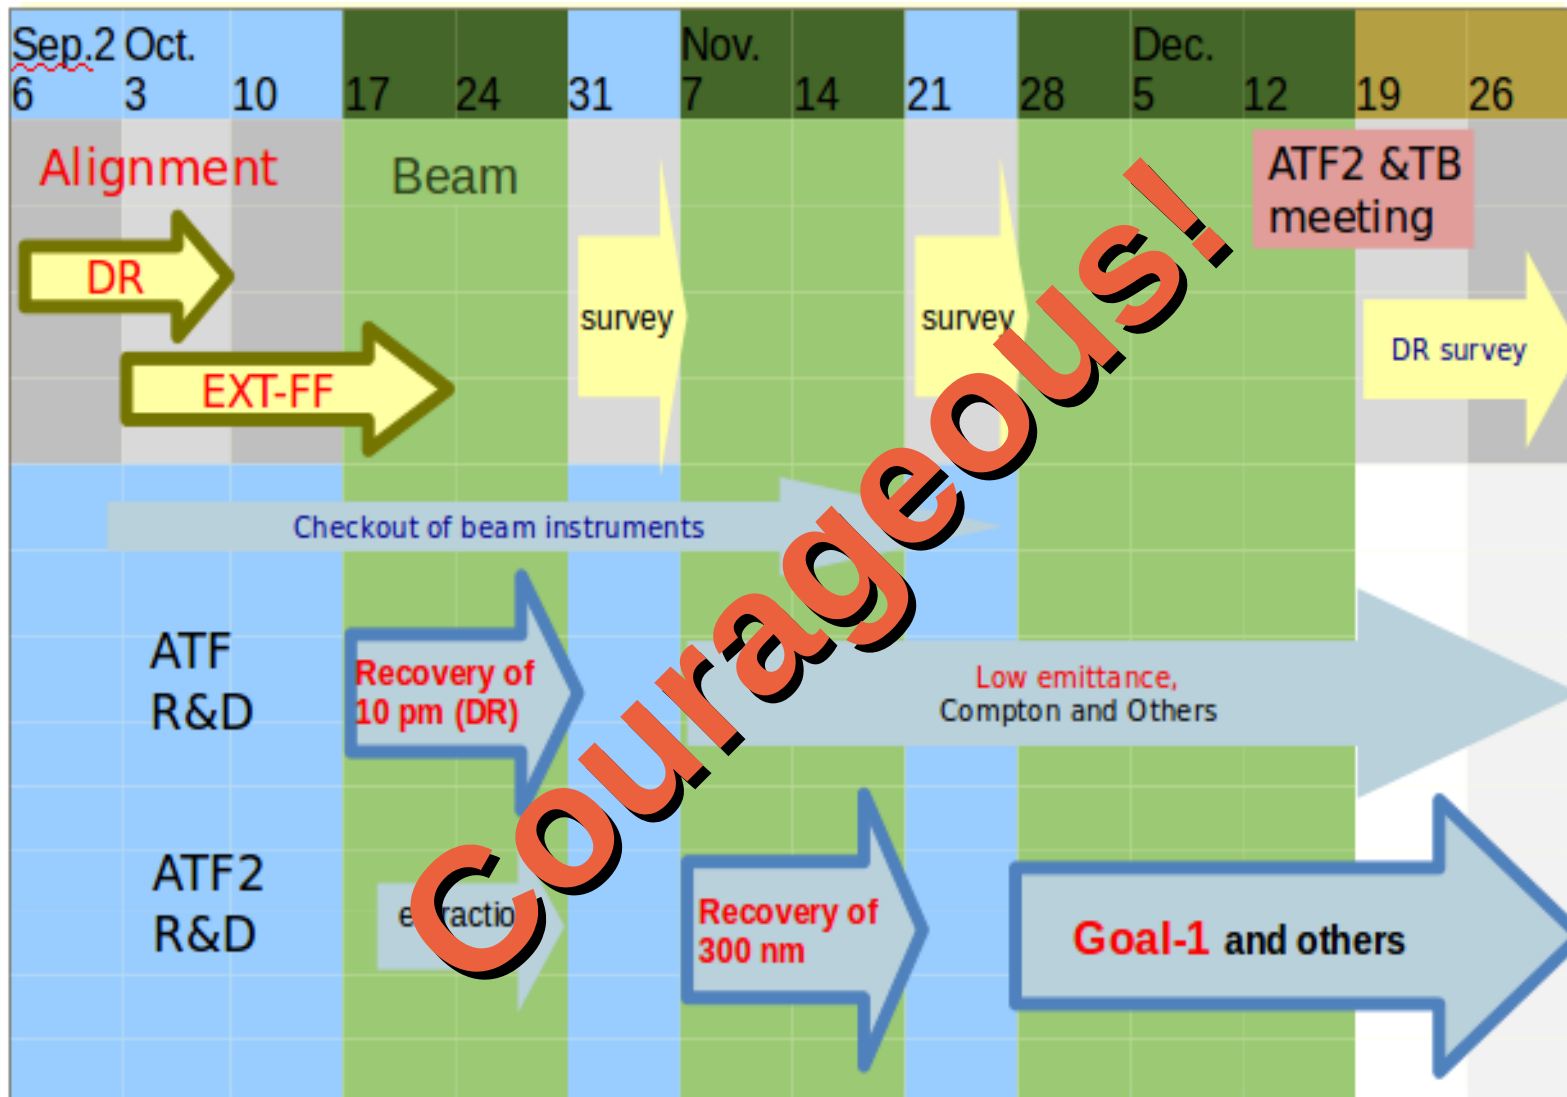 Sep.2 Oct. Nov. Dec.
6 3 10 17 24 31 7 14 21 28 5 12 19 26
Alignment
Beam
ATF2 &TB
meeting
DR
survey
survey
DR survey
EXT-FF
Checkout of beam instruments
ATF
R&D
Recovery of
10 pm (DR)
Low emittance,
Compton and Others
ATF2
R&D
Recovery of
300 nm
Goal-1 and others
Courageous!